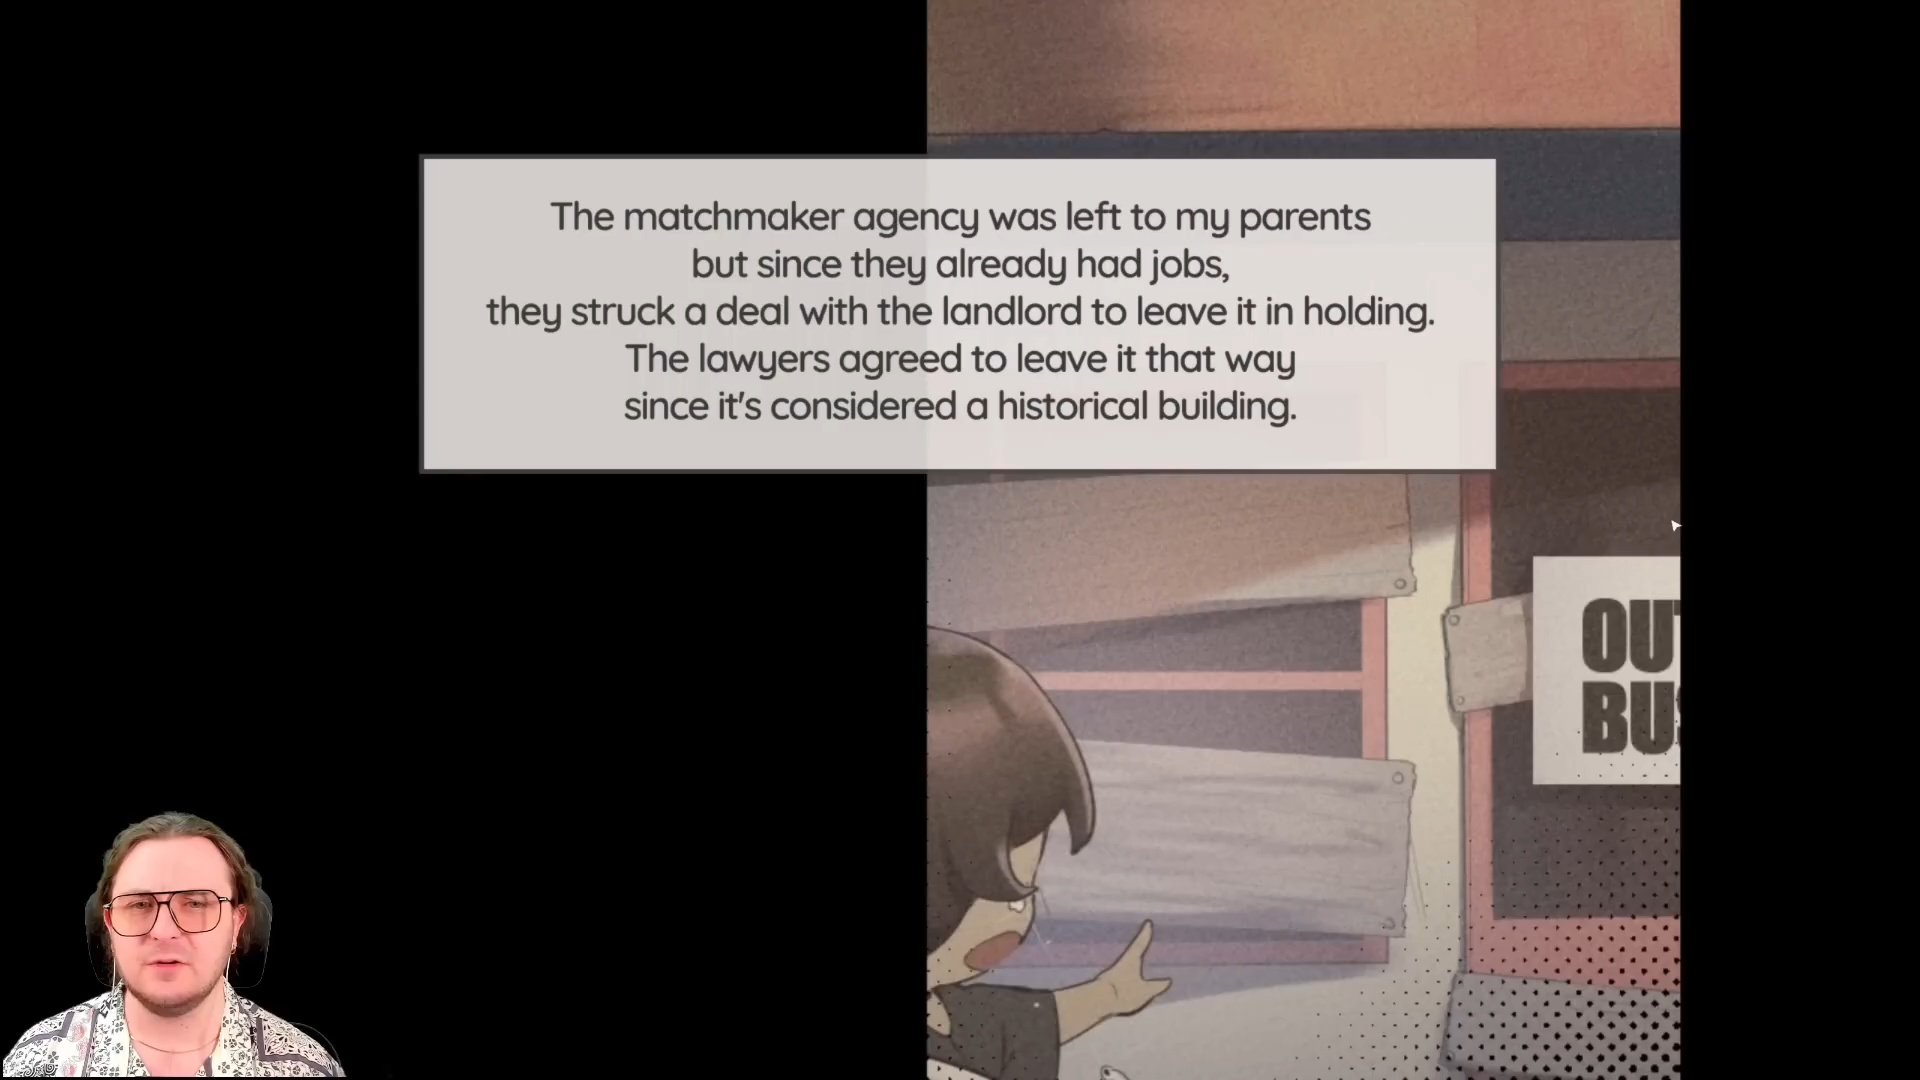 The matchmaker agency was left to my parents
but since they already had jobs,
they struck a deal with the landlord to leave it in holding.
The lawyers agreed to leave it that way
since it's considered a historical building.
OU
BUS